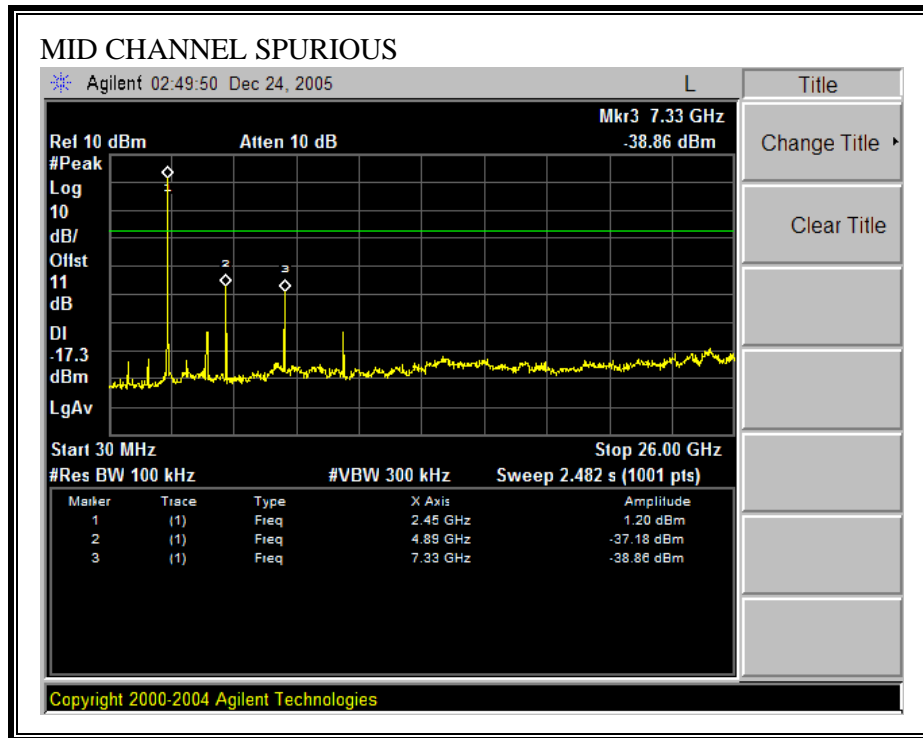 MID CHANNEL SPURIOUS
Agilent 02:49:50 Dec 24, 2005 L
Title
Mkr3 7.33 GHz
Ref 10 dBm Atten 10 dB -38.86 dBm
Change Title
#Peak
Log
10
dB/
Offst
11
dB
DI
-17.3
dBm
LgAv
1
2
3
Clear Title
Start 30 MHz Stop 26.00 GHz
#Res BW 100 kHz #VBW 300 kHz Sweep 2.482 s (1001 pts)
Marker Trace Type X Axis Amplitude
1 (1) Freq 2.45 GHz 1.20 dBm
2 (1) Freq 4.89 GHz -37.18 dBm
3 (1) Freq 7.33 GHz -38.86 dBm
Copyright 2000-2004 Agilent Technologies